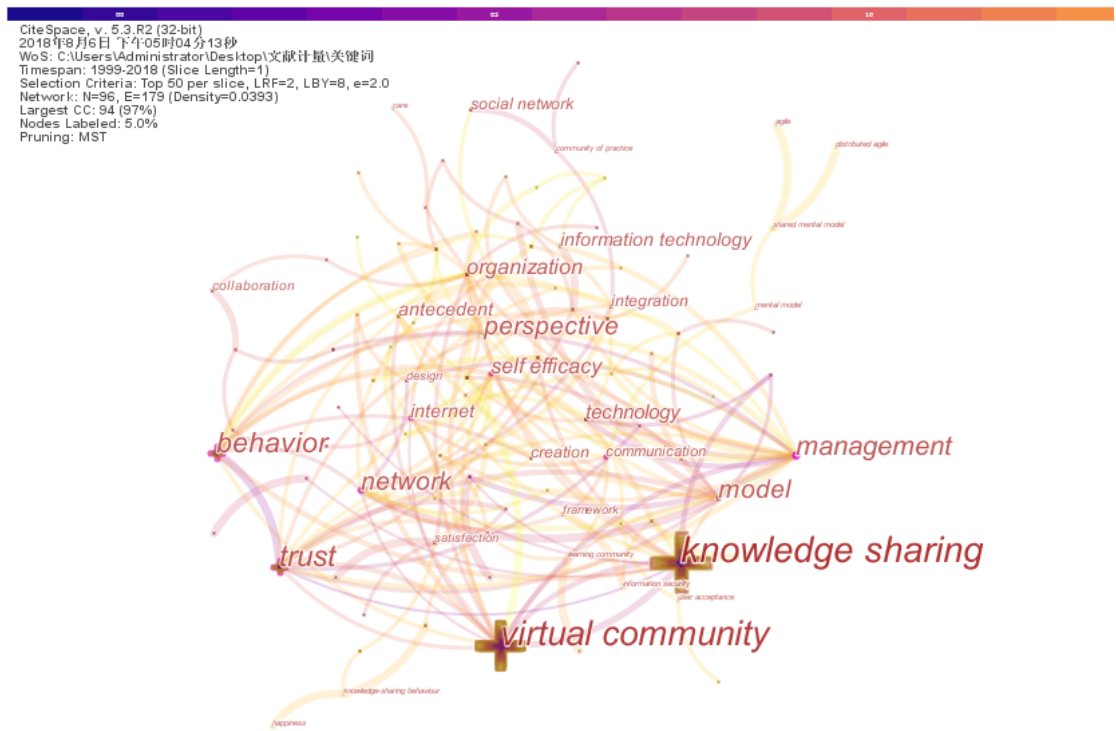 00
05
10
CiteSpace, v. 5.3.R2 (32-bit)
2018年8月6日 下午05时04分13秒
WoS: C:\Users\Administrator\Desktop\文献计量\关键词
Timespan: 1999-2018 (Slice Length=1)
Selection Criteria: Top 50 per slice, LRF=2, LBY=8, e=2.0
Network: N=96, E=179 (Density=0.0393)
Largest CC: 94 (97%)
Nodes Labeled: 5.0%
Pruning: MST
care
social network
agile
community of practice
distributed agile
shared mental model
information technology
organization
collaboration
integration
antecedent
mental model
perspective
self efficacy
design
internet
technology
behavior
management
creation
communication
network
model
framework
satisfaction
trust
knowledge sharing
learning community
information security
user acceptance
virtual community
knowledge-sharing behaviour
happiness